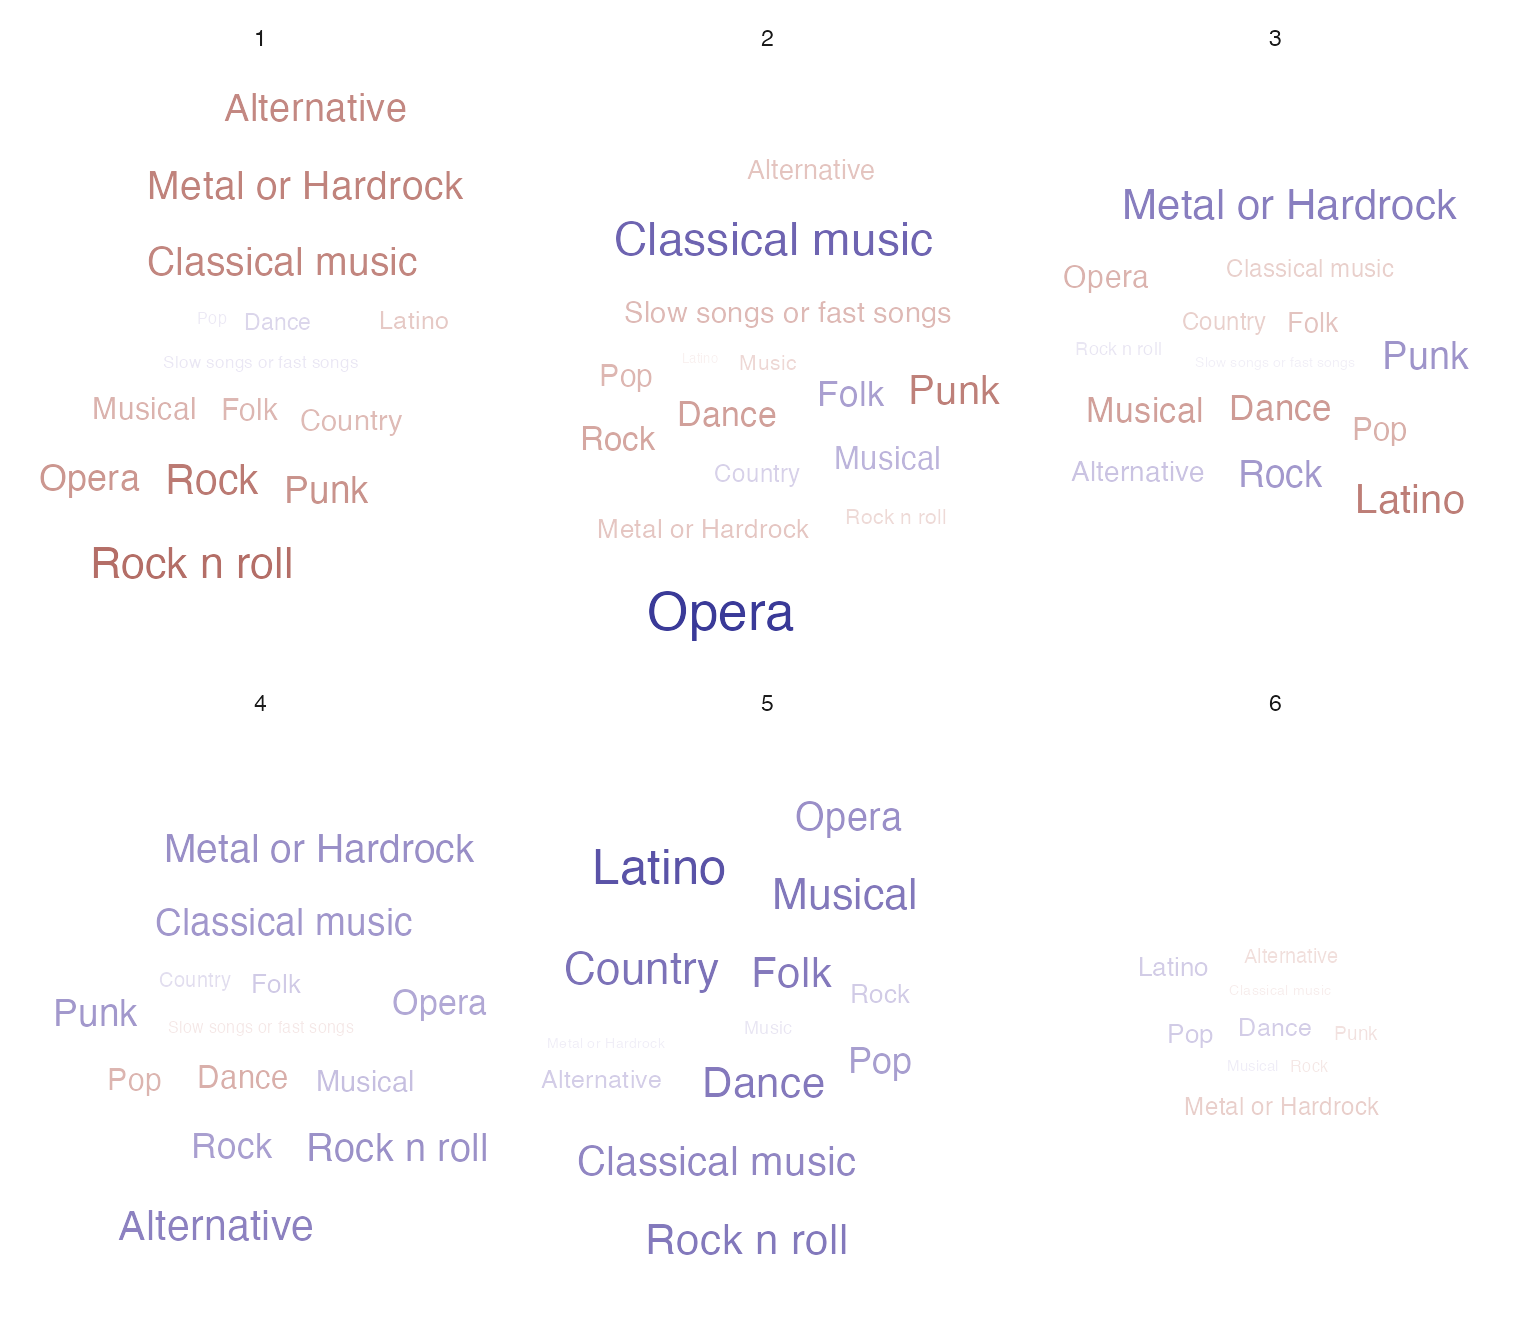 1
Alternative
Metal or Hardrock
Classical music
Pop Dance Latino
Slow songs or fast songs
Musical Folk Country
Opera Rock Punk
Rock n roll
2
Alternative
Classical music
Slow songs or fast songs
Latino Music
Pop
Folk Punk
Dance
Rock
Musical
Country
Rock n roll
Metal or Hardrock
Opera
3
Metal or Hardrock
Opera Classical music
Country Folk
Rock n roll Punk
Slow songs or fast songs
Musical Dance
Pop
Alternative Rock
Latino
4
Metal or Hardrock
Classical music
Country Folk
Punk Opera
Slow songs or fast songs
Pop Dance Musical
Rock Rock n roll
Alternative
5
Opera
Latino
Musical
Country Folk
Rock
Music
Metal or Hardrock
Pop
Alternative Dance
Classical music
Rock n roll
6
Alternative
Latino
Classical music
Pop Dance Punk
Musical Rock
Metal or Hardrock